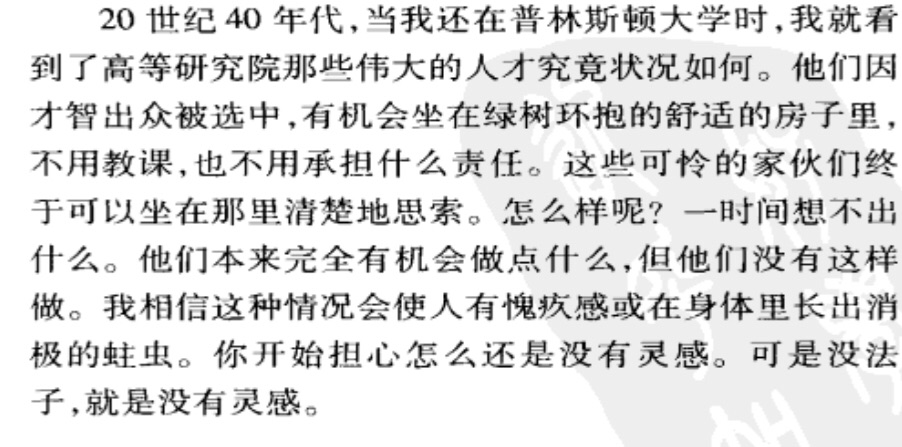 20 世纪 40 年代,当我还在普林斯顿大学时,我就看
到了高等研究院那些伟大的人才究竟状况如何。他们因
才智出众被选中,有机会坐在绿树环抱的舒适的房子里,
不用教课,也不用承担什么责任。这些可怜的家伙们终
于可以坐在那里清楚地思索。怎么样呢? 一时间想不出
什么。他们本来完全有机会做点什么,但他们没有这样
做。我相信这种情况会使人有愧疚感或在身体里长出消
极的蛀虫。你开始担心怎么还是没有灵感。可是没法
子,就是没有灵感。